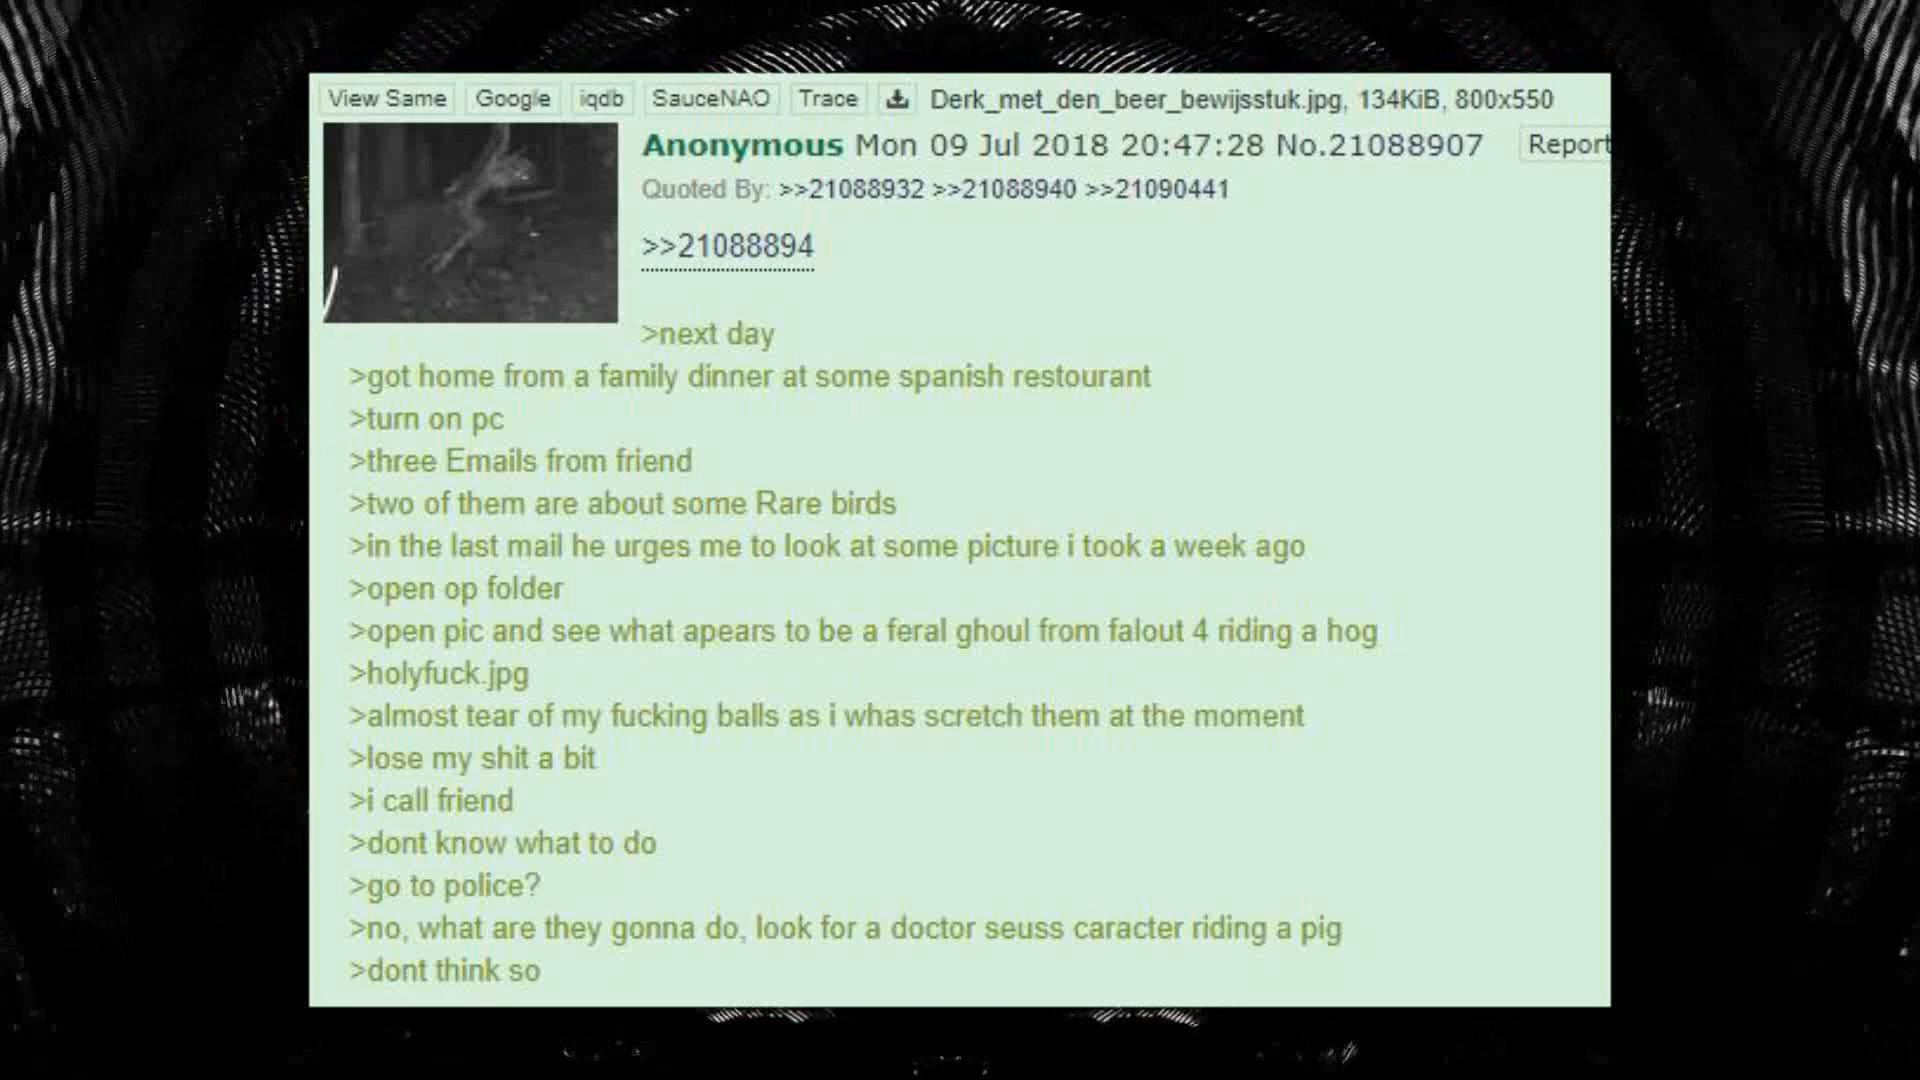 View Same Google iqdb SauceNAO Trace Derk_met_den_beer_bewijsstuk.jpg, 134KiB, 800x550
Anonymous Mon 09 Jul 2018 20:47:28 No.21088907 Report
Quoted By: >>21088932 >>21088940 >>21090441
>>21088894
>next day
>got home from a family dinner at some spanish restourant
>turn on pc
>three Emails from friend
>two of them are about some Rare birds
>in the last mail he urges me to look at some picture i took a week ago
>open op folder
>open pic and see what apears to be a feral ghoul from falout 4 riding a hog
>holyfuck.jpg
>almost tear of my fucking balls as i whas scretch them at the moment
>lose my shit a bit
>i call friend
>dont know what to do
>go to police?
>no, what are they gonna do, look for a doctor seuss caracter riding a pig
>dont think so